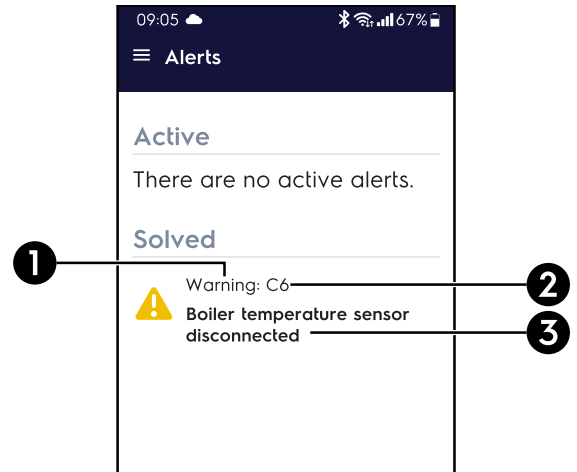 09:05 67%
Alerts
Active
There are no active alerts.
Solved
1
Warning: C6
2
Boiler temperature sensor
disconnected
3